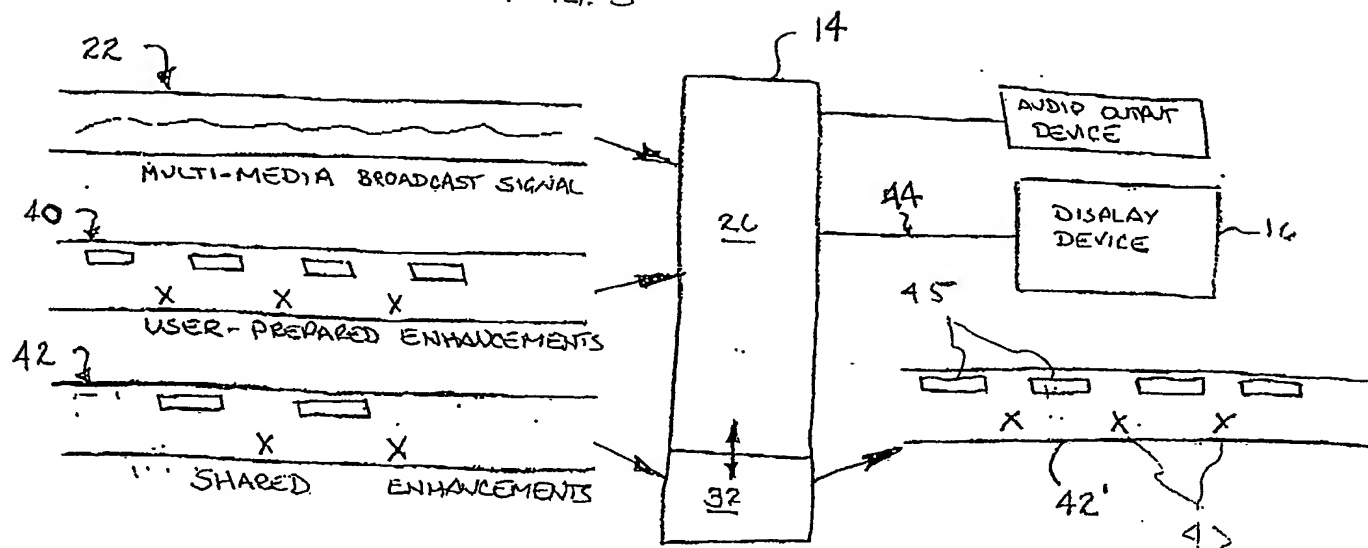 14
22
AUDIO OUTPUT
DEVICE
MULTI-MEDIA BROADCAST SIGNAL
40
26
44
DISPLAY
DEVICE
16
X X X
45
USER-PREPARED ENHANCEMENTS
42
X X
X X X
SHARED ENHANCEMENTS
32
42'